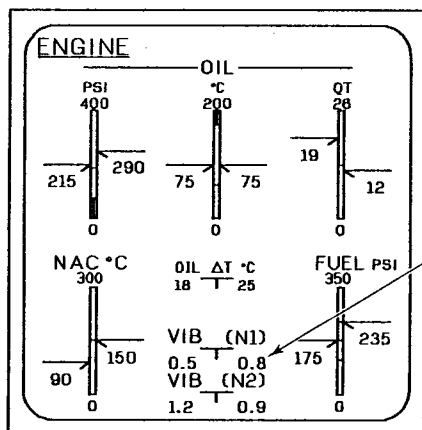 ENGINE
OIL
PSI °C QT
400 200 28
290
215
75 75
19
12
0 0 0
NAC °C OIL ΔT °C FUEL PSI
300 18 25 350
VIB (N1)
0.5 0.8
150
90
235
175
VIB (N2)
1.2 0.9
0 0